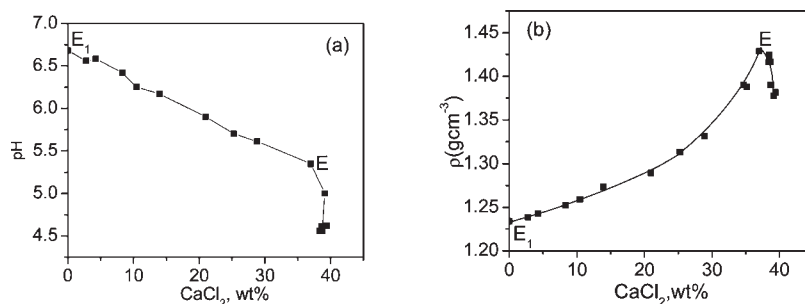 (a)
7.0
6.5
6.0
5.5
5.0
4.5
pH
E₁
E
0 10 20 30 40
CaCl₂, wt%
(b)
1.45
1.40
1.35
1.30
1.25
1.20
ρ(gcm⁻³)
E
E₁
0 10 20 30 40
CaCl₂,wt%